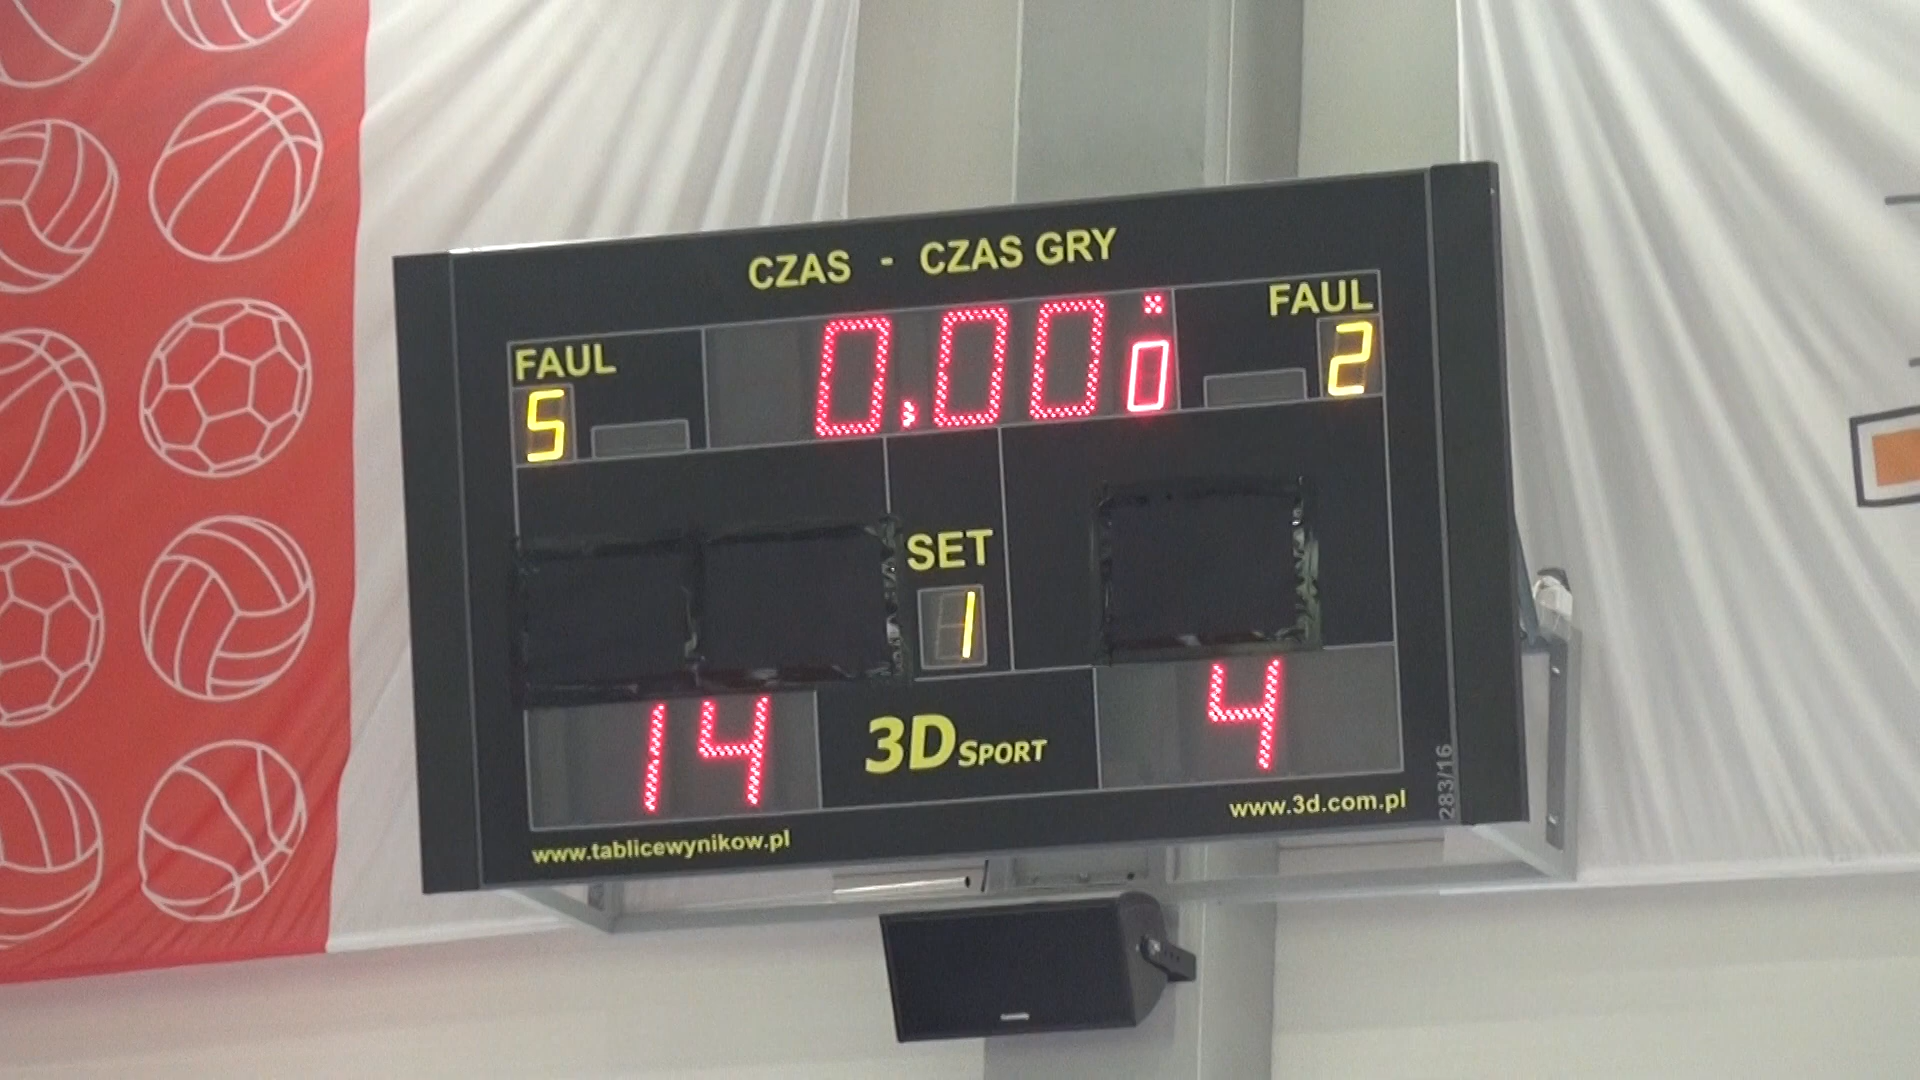 CZAS - CZAS GRY
FAUL
0.00 0
FAUL
5
2
SET
1
14
3D SPORT
4
www.tablicewynikow.pl
www.3d.com.pl
283/16